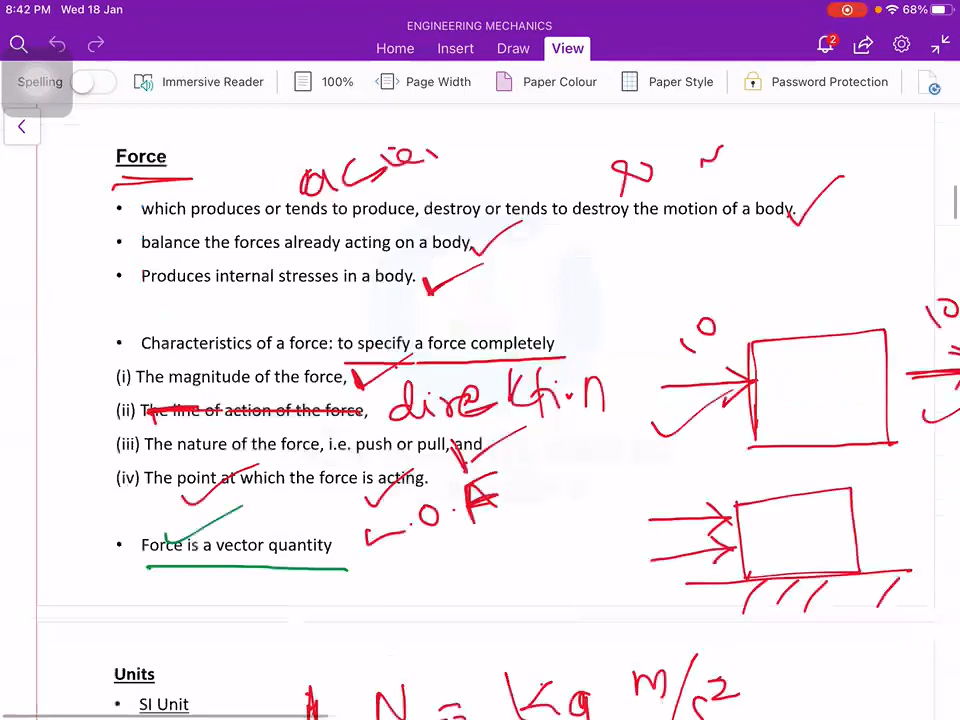 8:42 PM Wed 18 Jan
68%
ENGINEERING MECHANICS
Home Insert Draw View
2
Spelling Immersive Reader 100% Page Width Paper Colour Paper Style Password Protection
Force
• which produces or tends to produce, destroy or tends to destroy the motion of a body.
• balance the forces already acting on a body,
• Produces internal stresses in a body.
10
10
• Characteristics of a force: to specify a force completely
(i) The magnitude of the force,
(ii) The line of action of the force, direktion
(iii) The nature of the force, i.e. push or pull, and
(iv) The point at which the force is acting.
• Force is a vector quantity
Units
• SI Unit
N = Kg m/s2